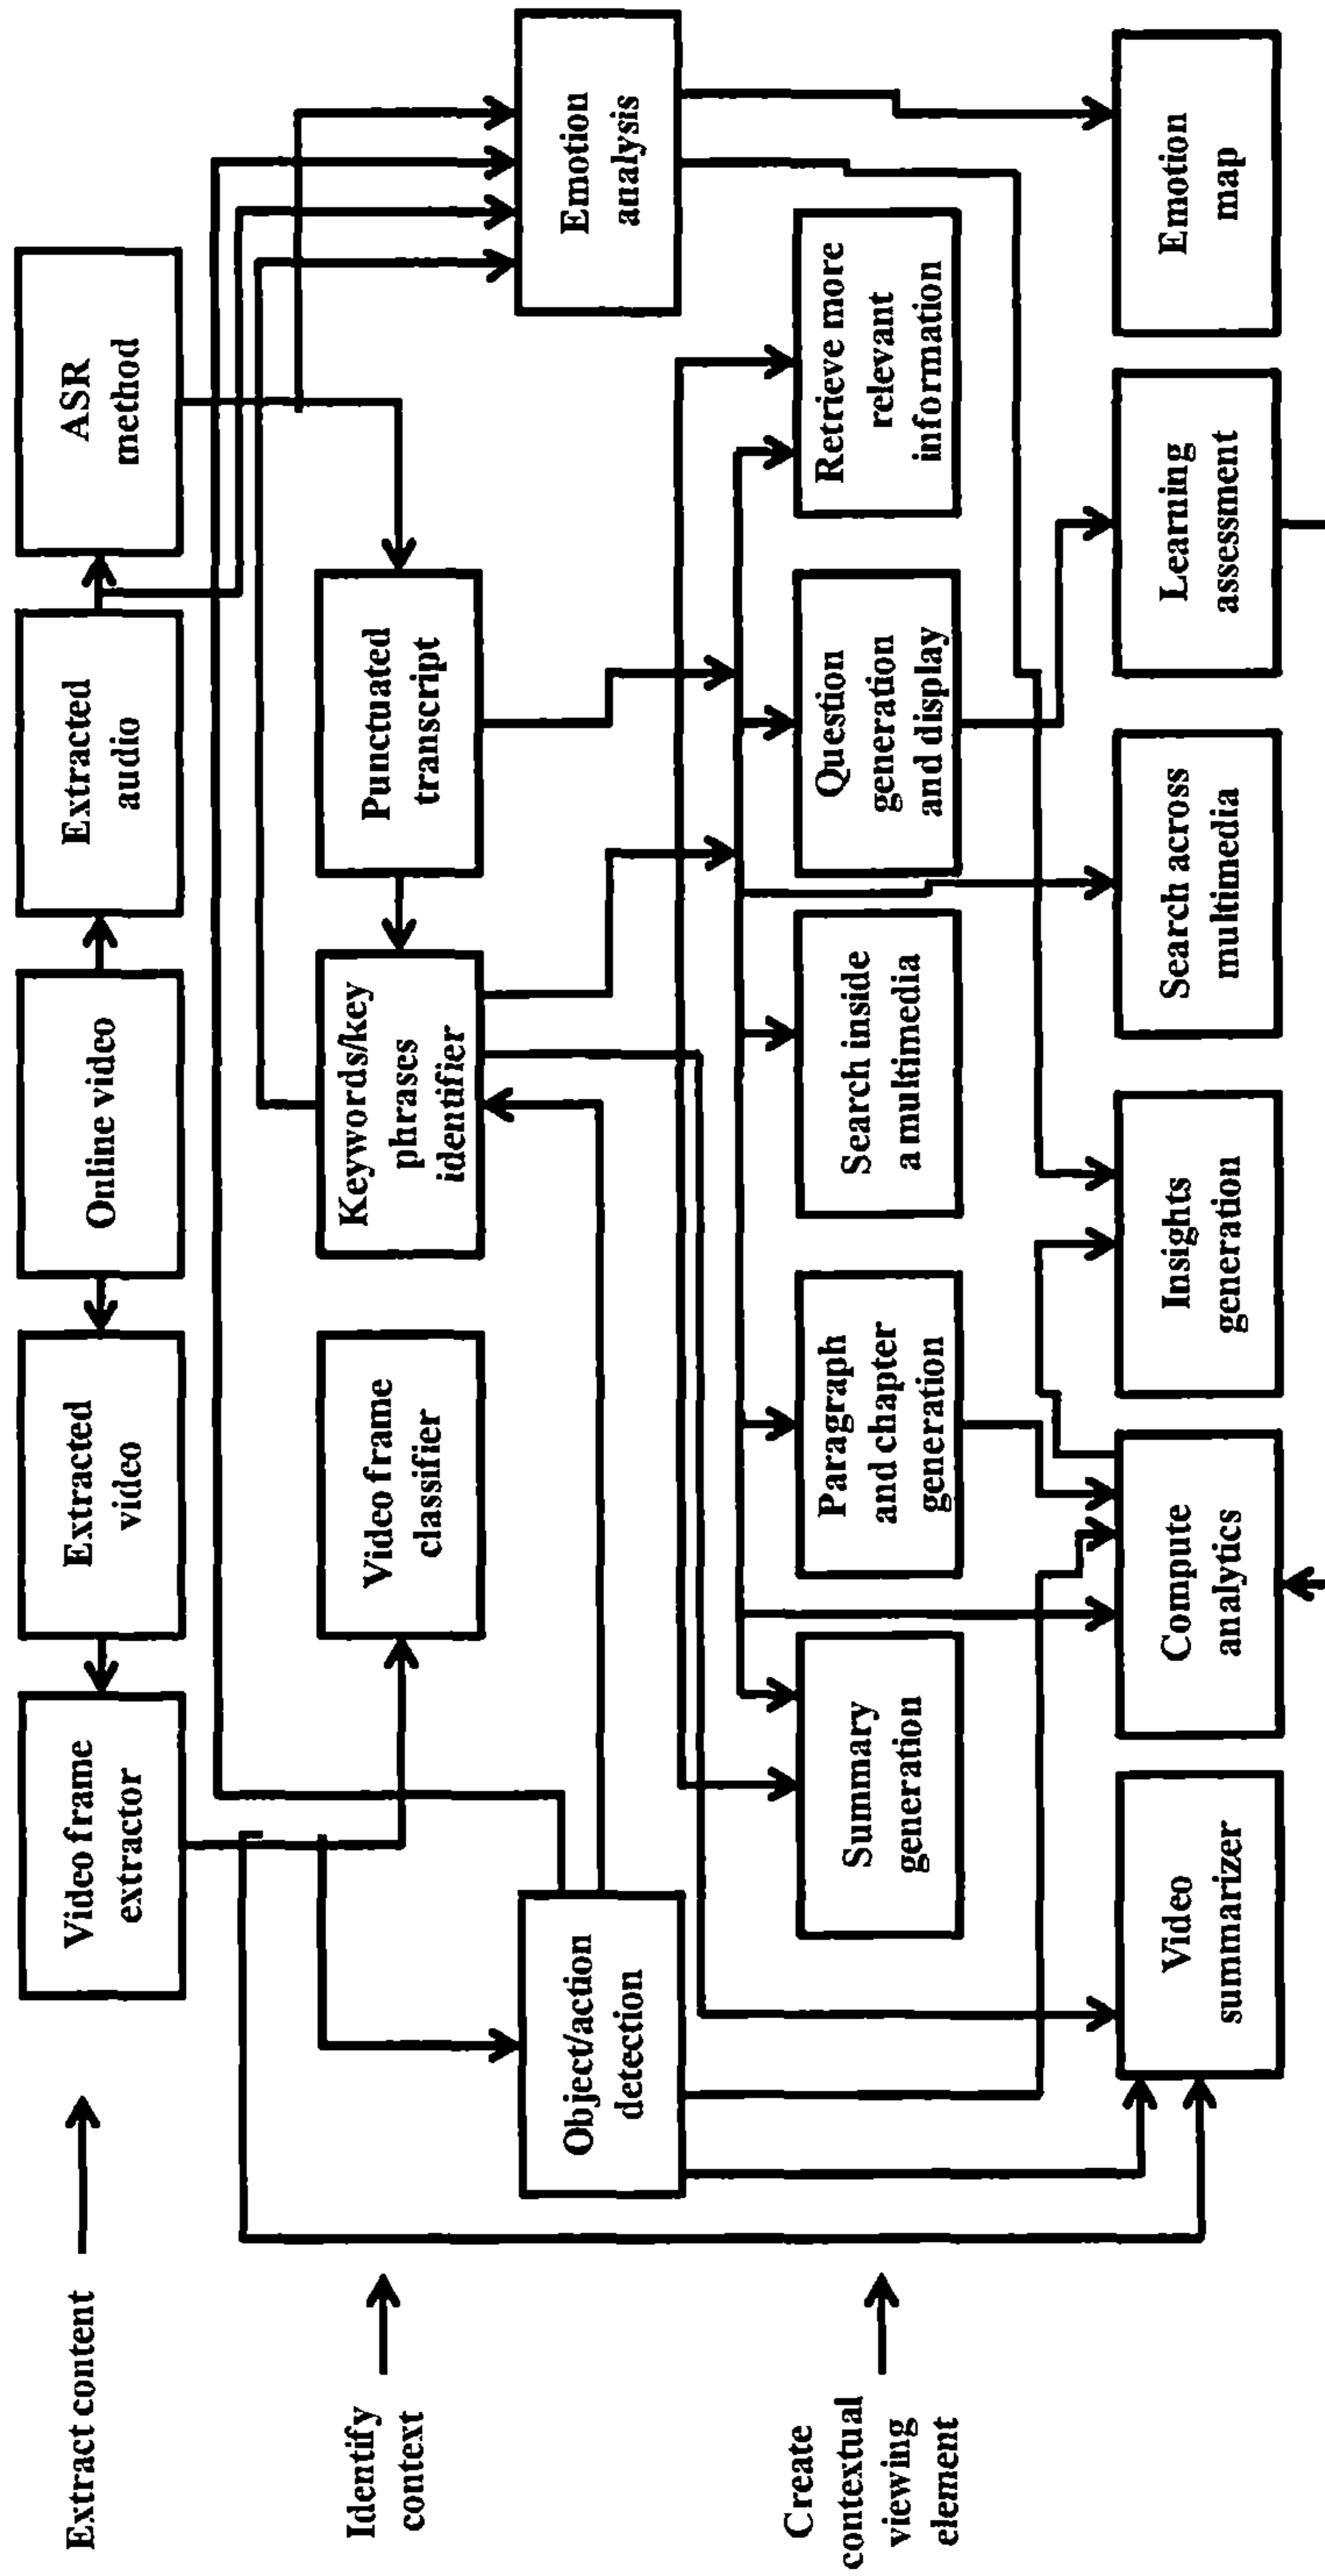 Extract content
Video frame
extractor
Extracted
video
Online video
Extracted
audio
ASR
method
Identify
context
Video frame
classifier
Keywords/key
phrases
identifier
Punctuated
transcript
Object/action
detection
Emotion
analysis
Create
contextual
viewing
element
Summary
generation
Paragraph
and chapter
generation
Search inside
a multimedia
Question
generation
and display
Retrieve more
relevant
information
Video
summarizer
Compute
analytics
Insights
generation
Search across
multimedia
Learning
assessment
Emotion
map